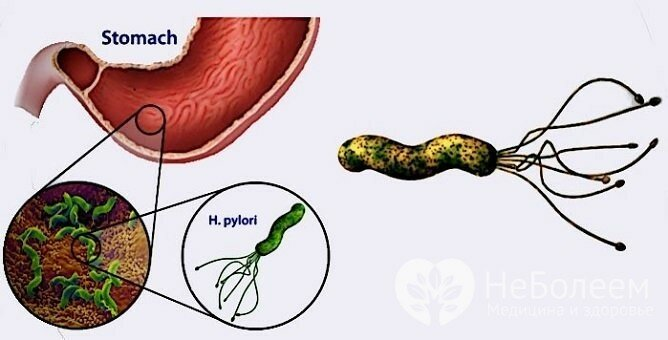 Stomach
H. pylori
НеБолеем
Медицина и здоровье